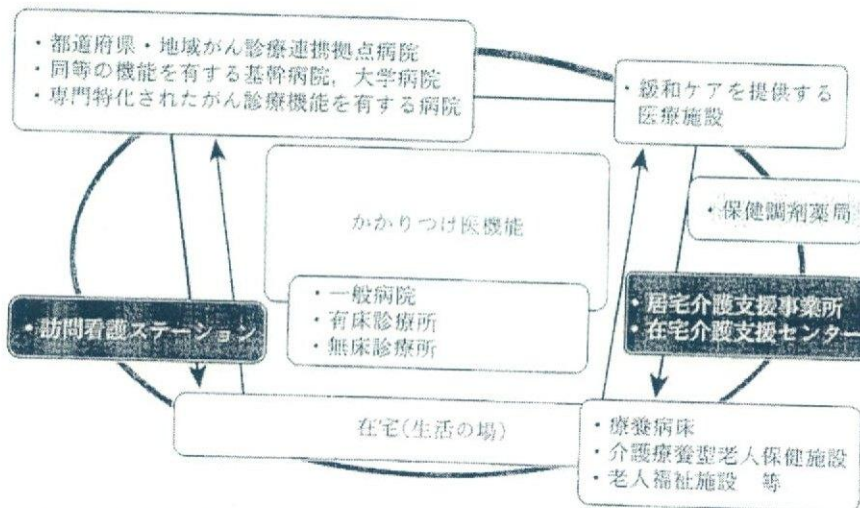 ・都道府県・地域がん診療連携拠点病院
・同等の機能を有する基幹病院，大学病院
・専門特化されたがん診療機能を有する病院
・緩和ケアを提供する
医療施設
かかりつけ医機能
・保健調剤薬局
・一般病院
・有床診療所
・無床診療所
・訪問看護ステーション
・居宅介護支援事業所
・在宅介護支援センター
在宅(生活の場)
・療養病床
・介護療養型老人保健施設
・老人福祉施設　等